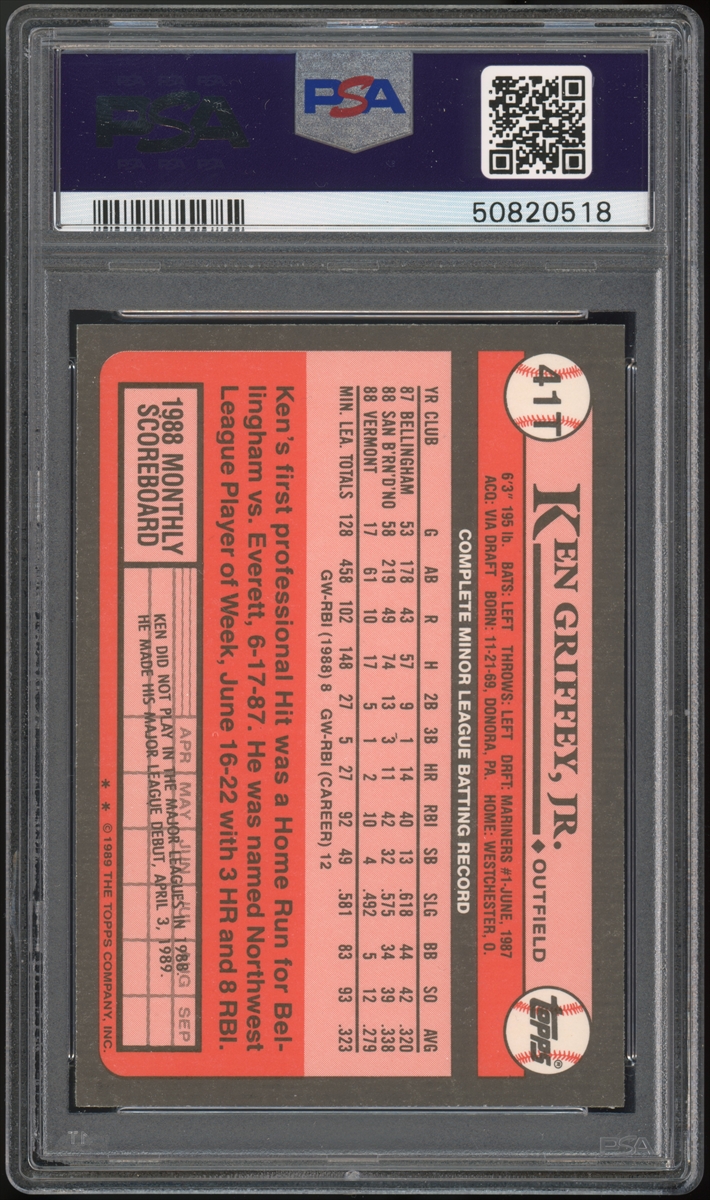 PSA
PSA
50820518
41T
KEN GRIFFEY, JR. ♦ OUTFIELD
topps®
6'3" 195 lb. BATS: LEFT THROWS: LEFT DRFT: MARINERS #1-JUNE, 1987
ACQ: VIA DRAFT BORN: 11-21-69, DONORA, PA. HOME: WESTCHESTER, O.
COMPLETE MINOR LEAGUE BATTING RECORD
YR CLUB G AB R H 2B 3B HR RBI SB SLG BB SO AVG
87 BELLINGHAM 53 178 43 57 9 1 14 40 13 .618 44 42 .320
88 SAN B'RN'D'NO 58 219 49 74 13 3 11 42 32 .575 34 39 .338
88 VERMONT 17 61 10 17 5 1 2 10 4 .492 5 12 .279
MIN. LEA. TOTALS 128 458 102 148 27 5 27 92 49 .581 83 93 .323
GW-RBI (1988) 8 GW-RBI (CAREER) 12
Ken's first professional Hit was a Home Run for Bel-
lingham vs. Everett, 6-17-87. He was named Northwest
League Player of Week, June 16-22 with 3 HR and 8 RBI.
1988 MONTHLY
SCOREBOARD
APR MAY JUN JUL AUG SEP
KEN DID NOT PLAY IN THE MAJOR LEAGUES IN 1988.
HE MADE HIS MAJOR LEAGUE DEBUT, APRIL 3, 1989.
* * © 1989 THE TOPPS COMPANY, INC.
PSA